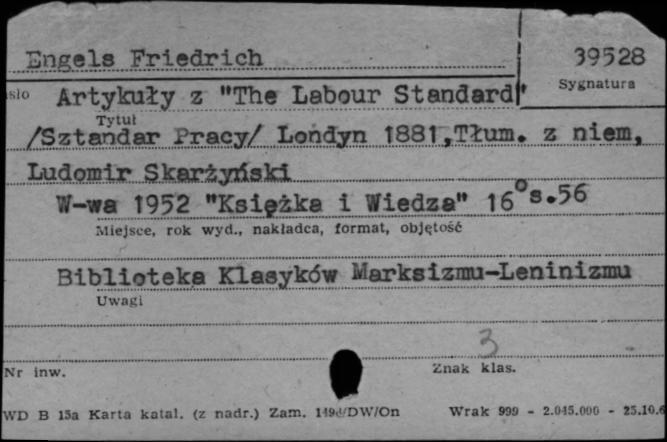 Engels Friedrich 39528
Sygnatura
Artykuły z "The Labour Standard"
Tytuł
/Sztandar Pracy/ Londyn 1881,Tłum. z niem,
Ludomir Skarżyński
W-wa 1952 "Książka i Wiedza" 16° s.56
Miejsce, rok wyd., nakładca, format, objętość
Biblioteka Klasyków Marksizmu-Leninizmu
Uwagi
3
Nr inw. Znak klas.
WD B 15a Karta katal. (z nadr.) Zam. Wrak 999 - 2.045.000 -